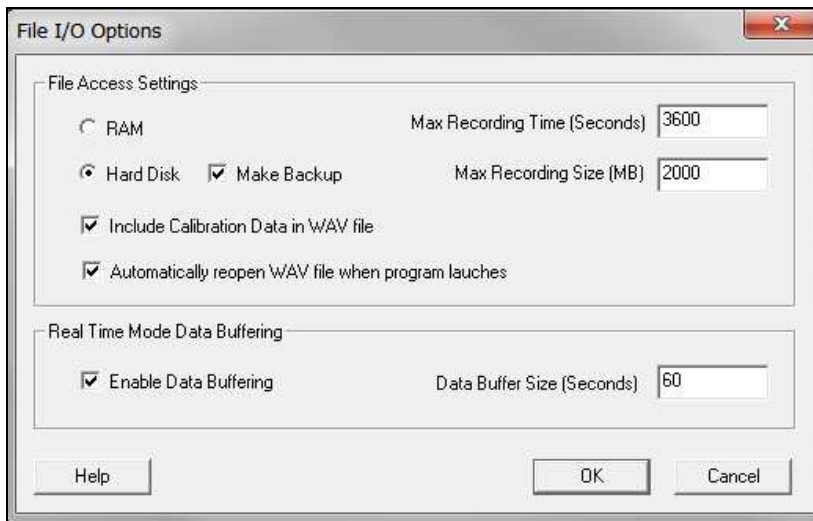 File I/O Options
File Access Settings
RAM
Max Recording Time (Seconds) 3600
Hard Disk Make Backup
Max Recording Size (MB) 2000
Include Calibration Data in WAV file
Automatically reopen WAV file when program lauches
Real Time Mode Data Buffering
Enable Data Buffering
Data Buffer Size (Seconds) 60
Help
OK
Cancel